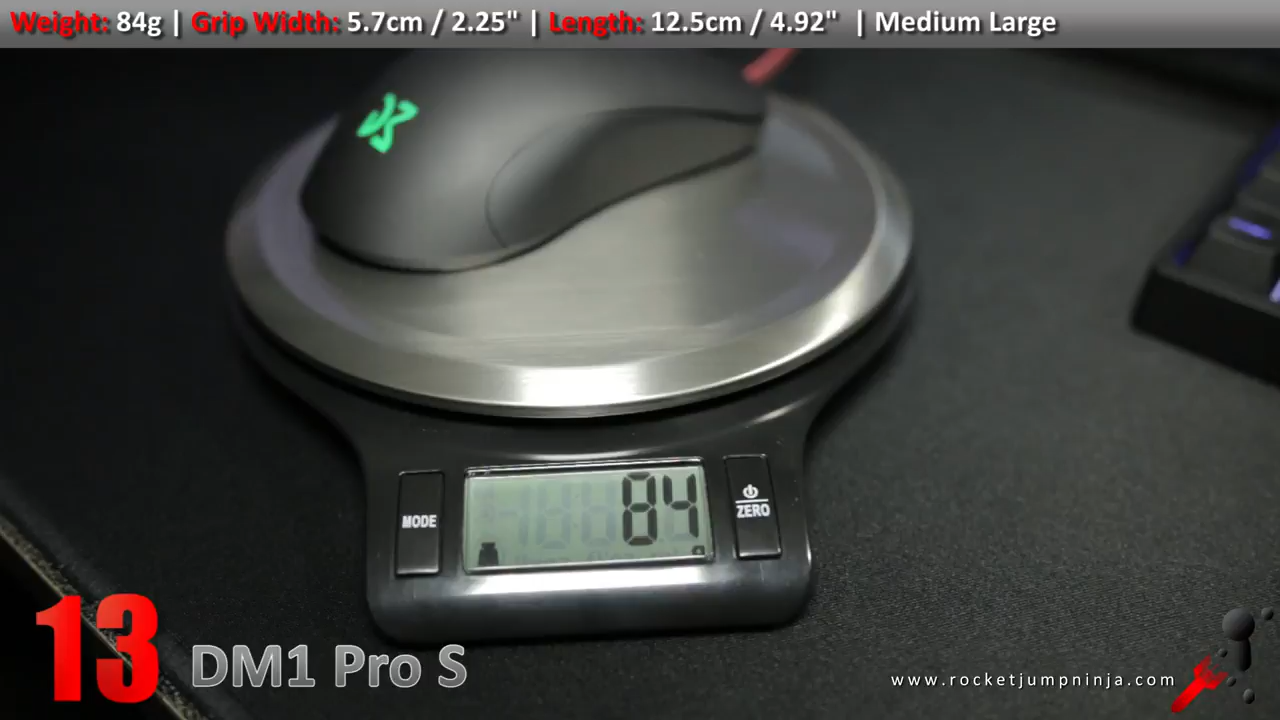 Weight: 84g | Grip Width: 5.7cm / 2.25" | Length: 12.5cm / 4.92" | Medium Large
84
MODE
ZERO
13 DM1 Pro S
www.rocketjumpninja.com